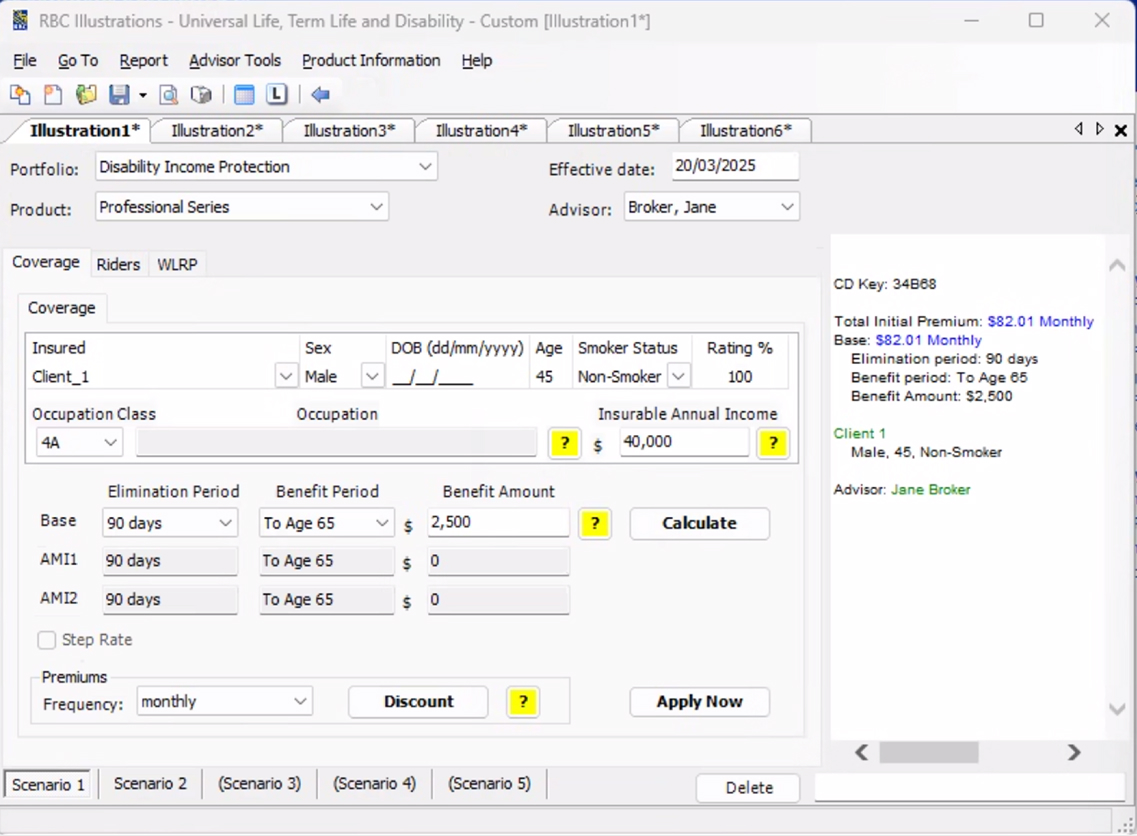 RBC Illustrations - Universal Life, Term Life and Disability - Custom [Illustration1*]
File Go To Report Advisor Tools Product Information Help
L
Illustration1* Illustration2* Illustration3* Illustration4* Illustration5* Illustration6*
Portfolio: Disability Income Protection Effective date: 20/03/2025
Product: Professional Series Advisor: Broker, Jane
Coverage Riders WLRP
Coverage
Insured Sex DOB (dd/mm/yyyy) Age Smoker Status Rating %
Client_1 Male __/__/____ 45 Non-Smoker 100
Occupation Class Occupation Insurable Annual Income
4A ? $ 40,000 ?
Elimination Period Benefit Period Benefit Amount
Base 90 days To Age 65 $ 2,500 ? Calculate
AMI1 90 days To Age 65 $ 0
AMI2 90 days To Age 65 $ 0
Step Rate
Premiums
Frequency: monthly Discount ? Apply Now
CD Key: 34B68
Total Initial Premium: $82.01 Monthly
Base: $82.01 Monthly
Elimination period: 90 days
Benefit period: To Age 65
Benefit Amount: $2,500
Client 1
Male, 45, Non-Smoker
Advisor: Jane Broker
Scenario 1 Scenario 2 (Scenario 3) (Scenario 4) (Scenario 5) Delete